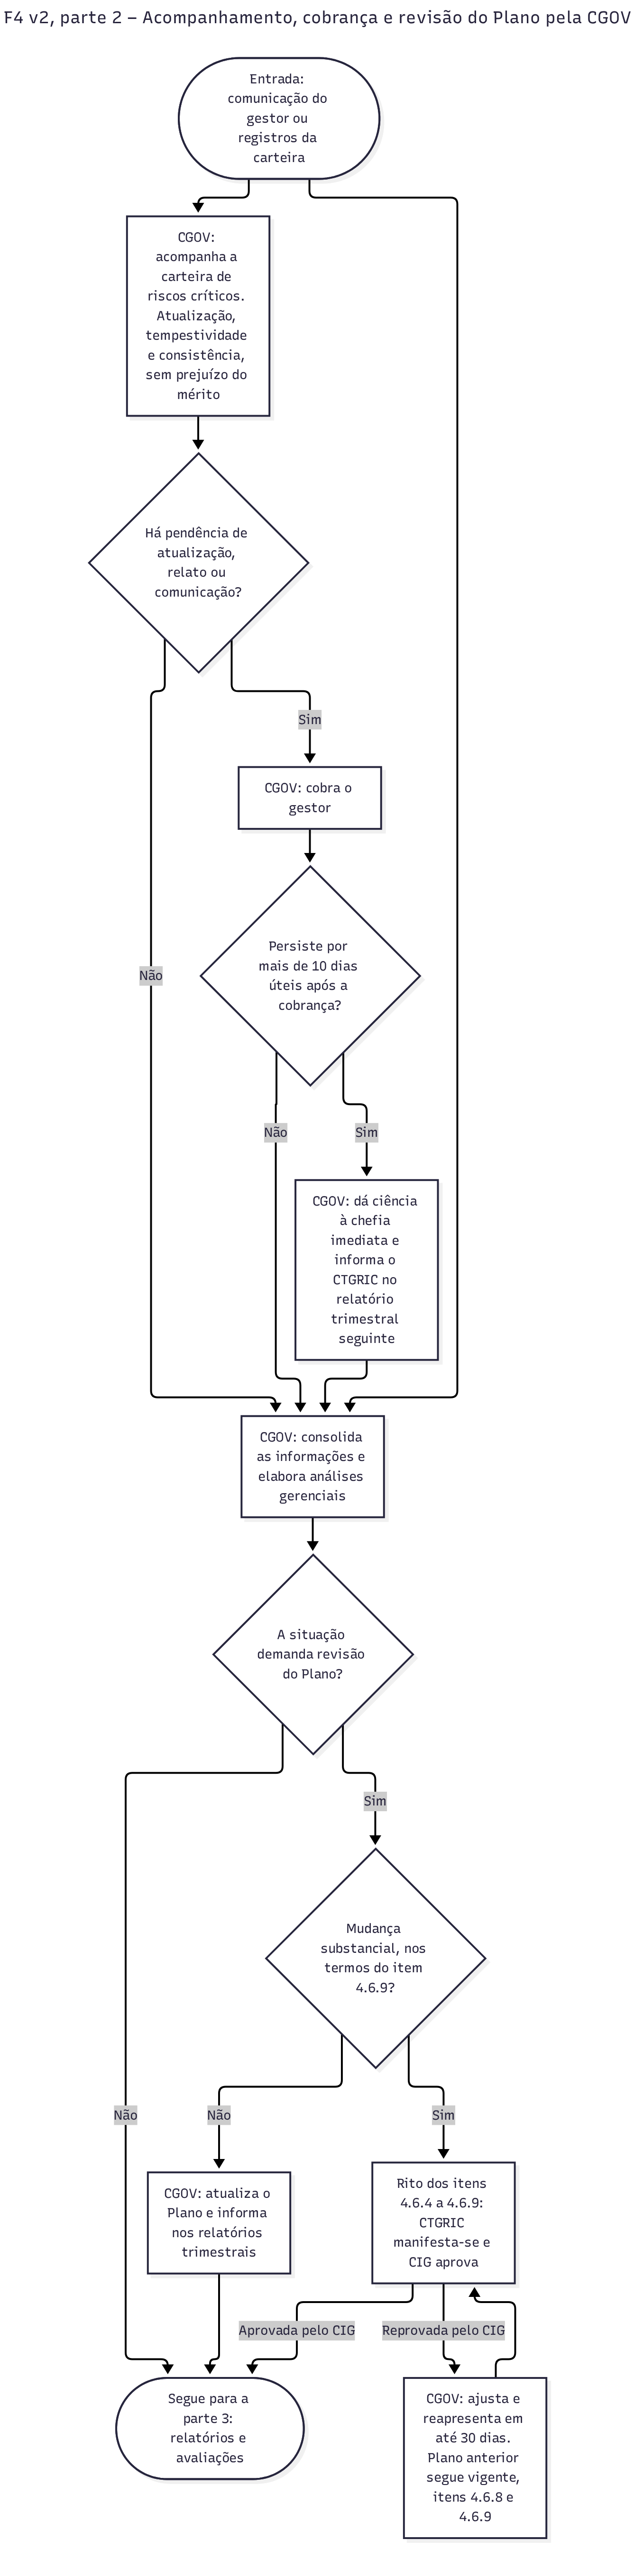 F4 v2, parte 2 – Acompanhamento, cobrança e revisão do Plano pela CGOV
Entrada:
comunicação do
gestor ou
registros da
carteira
CGOV:
acompanha a
carteira de
riscos críticos.
Atualização,
tempestividade
e consistência,
sem prejuízo do
mérito
Há pendência de
atualização,
relato ou
comunicação?
Sim
CGOV: cobra o
gestor
Persiste por
mais de 10 dias
úteis após a
cobrança?
Não
Não
Sim
CGOV: dá ciência
à chefia
imediata e
informa o
CTGRIC no
relatório
trimestral
seguinte
CGOV: consolida
as informações e
elabora análises
gerenciais
A situação
demanda revisão
do Plano?
Sim
Mudança
substancial, nos
termos do item
4.6.9?
Não
Não
Sim
CGOV: atualiza o
Plano e informa
nos relatórios
trimestrais
Rito dos itens
4.6.4 a 4.6.9:
CTGRIC
manifesta-se e
CIG aprova
Aprovada pelo CIG
Reprovada pelo CIG
Segue para a
parte 3:
relatórios e
avaliações
CGOV: ajusta e
reapresenta em
até 30 dias.
Plano anterior
segue vigente,
itens 4.6.8 e
4.6.9